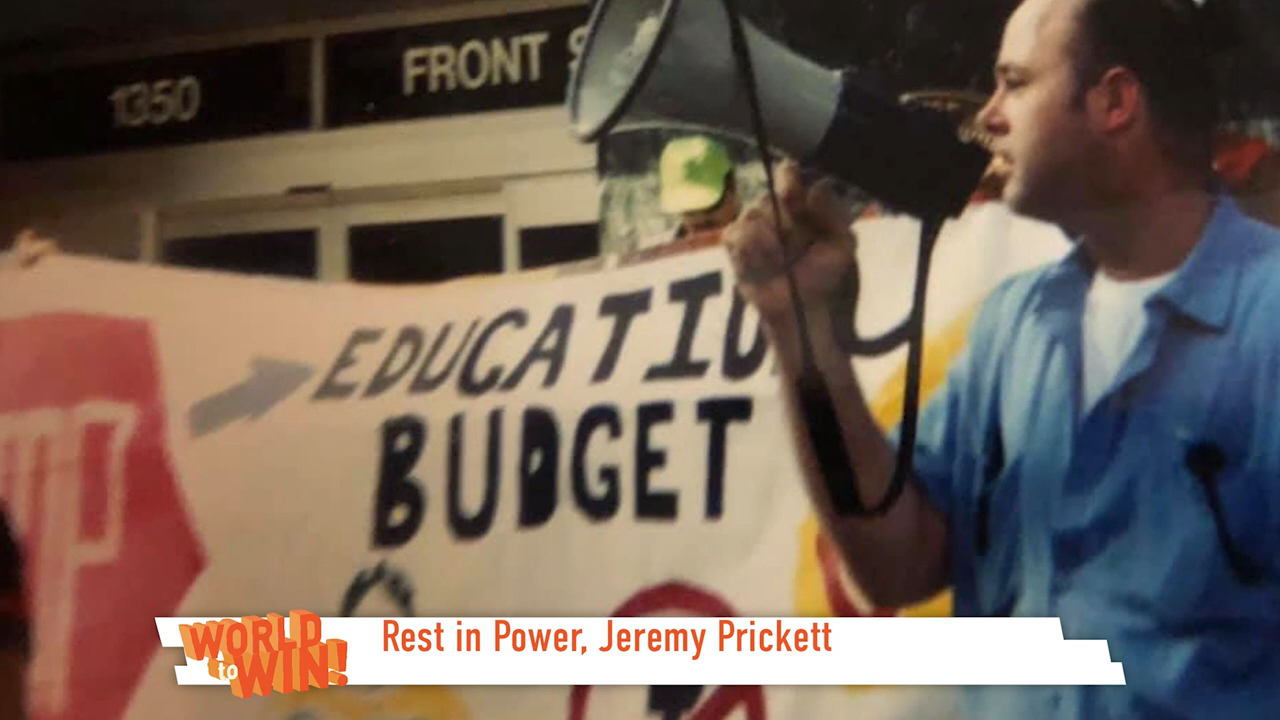 1350
FRONT
EDUCATIO
BUDGET
WORLD
to
WIN!
Rest in Power, Jeremy Prickett